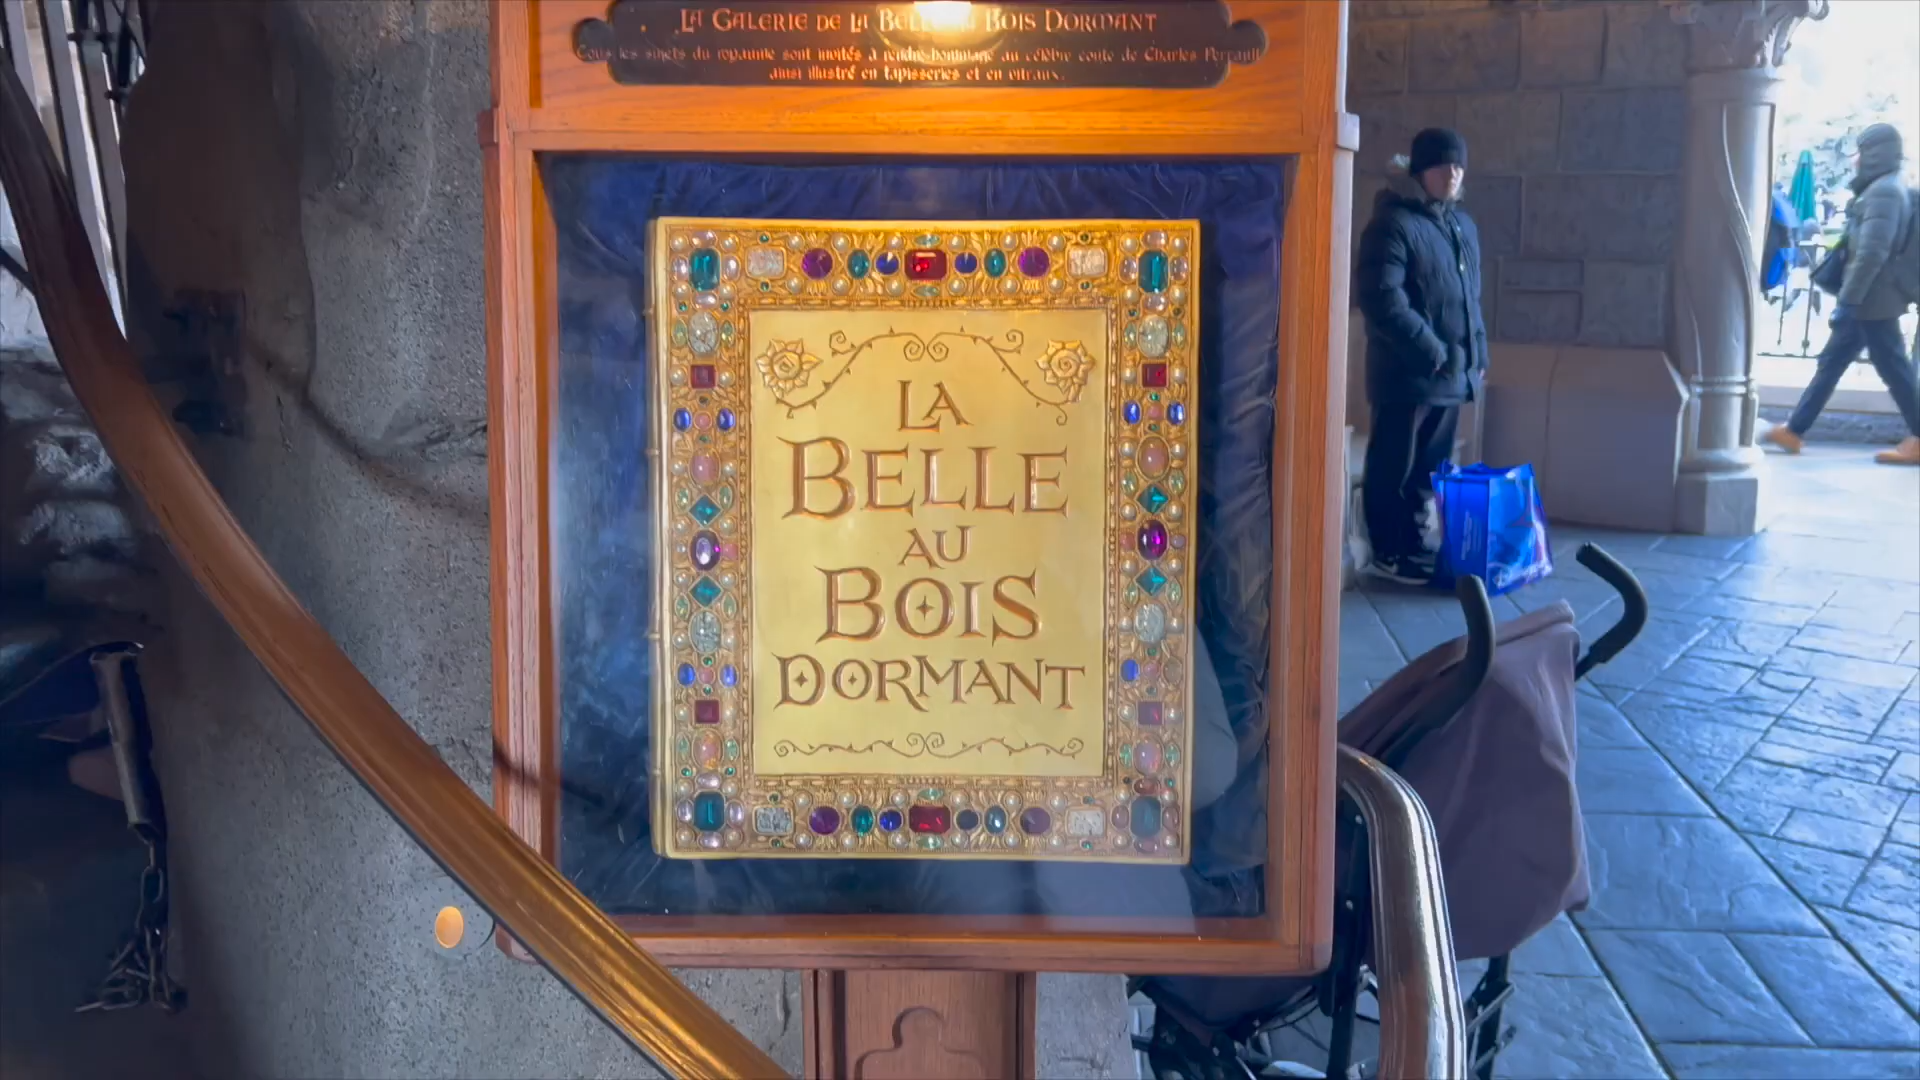 La Galerie de la Belle au Bois Dormant
Tous les sujets du royaume sont invités à rendre hommage au célèbre conte de Charles Perrault
ainsi illustré en tapisseries et en vitraux.
LA
BELLE
AU
BOIS
DORMANT